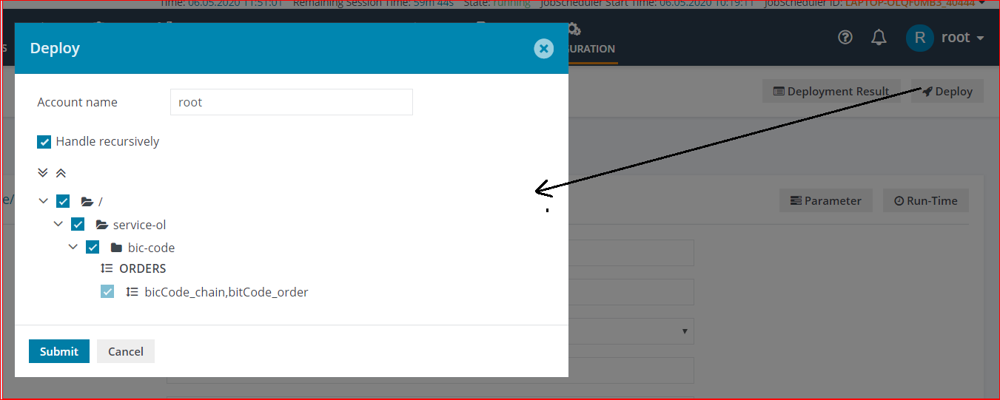 Time: 06.05.2020 11:51:01 Remaining Session Time: 59m 44s State: running JobScheduler Start Time: 06.05.2020 10:19:11 JobScheduler ID: LAPTOP-OLQF0MB3_40444
Deploy
S
GURATION
R root
Deployment Result
Deploy
Account name root
Handle recursively
e/
Parameter
Run-Time
/
service-ol
bic-code
ORDERS
bicCode_chain,bitCode_order
Submit
Cancel